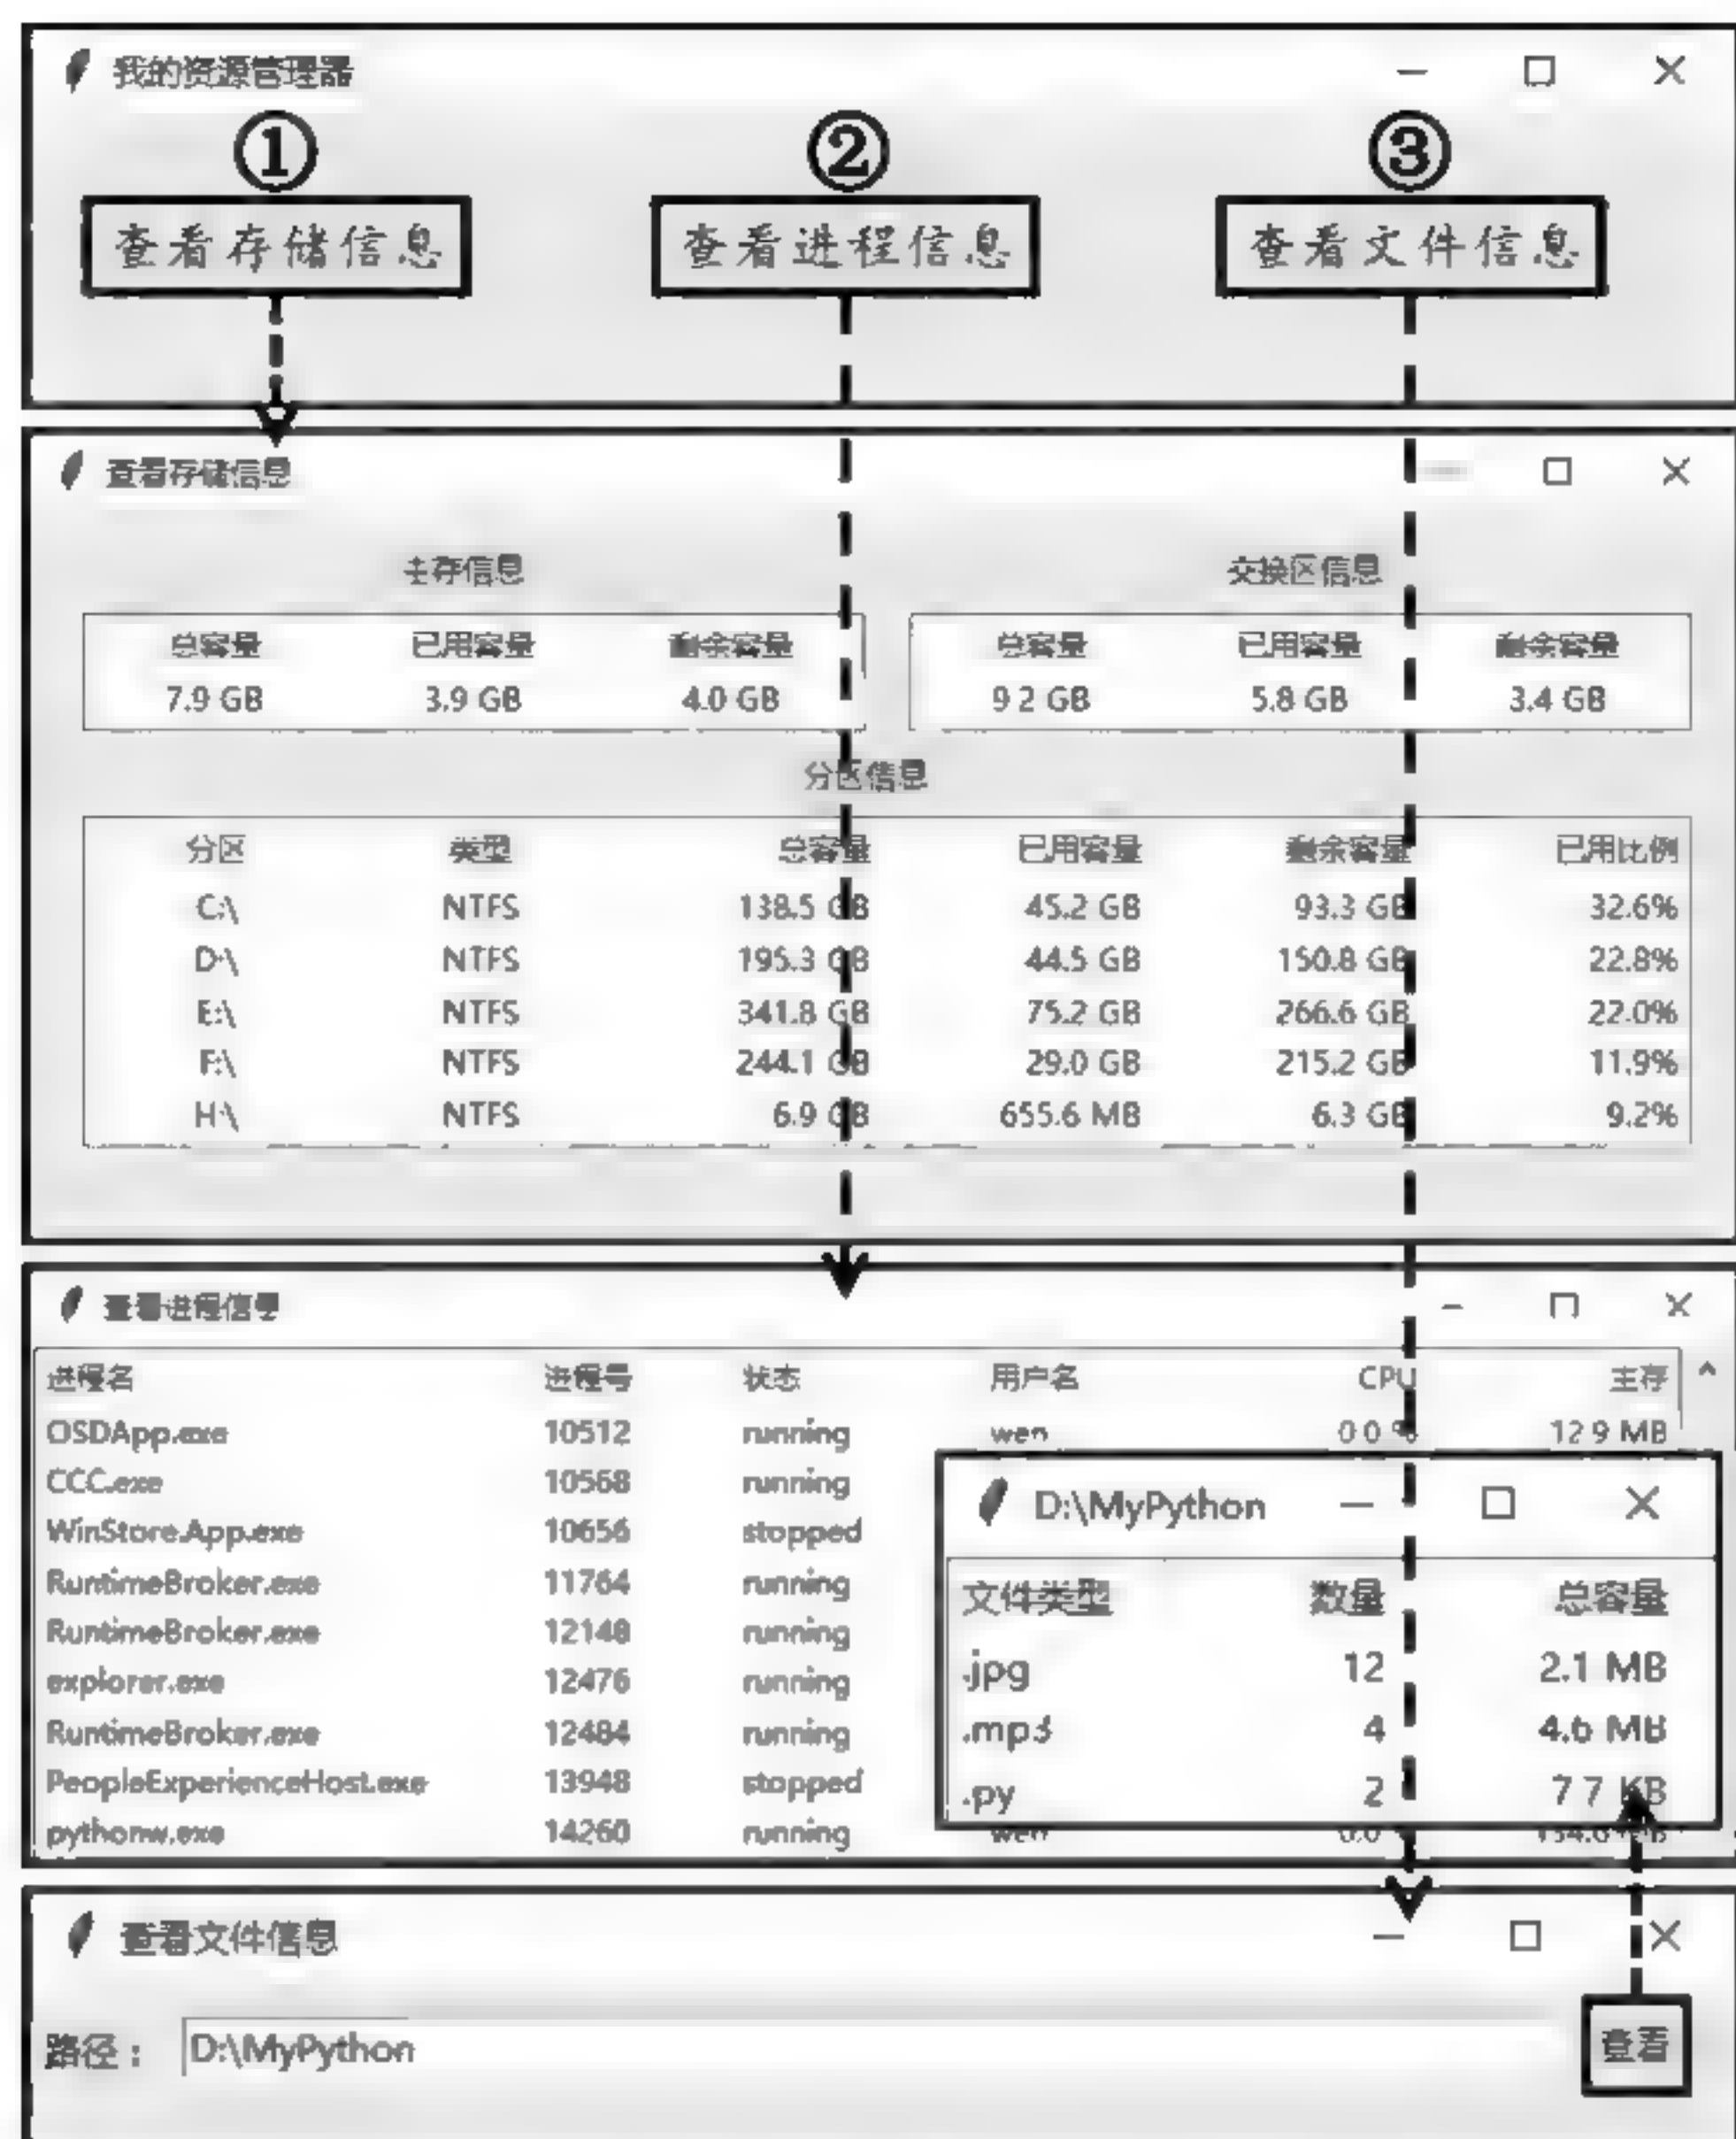 我的资源管理器
① ② ③
查看存储信息 查看进程信息 查看文件信息
查看存储信息
主存信息 交换区信息
总容量 已用容量 剩余容量 总容量 已用容量 剩余容量
7.9 GB 3.9 GB 4.0 GB 9 2 GB 5.8 GB 3.4 GB
分区信息
分区 类型 总容量 已用容量 剩余容量 已用比例
C:\ NTFS 138.5 GB 45.2 GB 93.3 GB 32.6%
D:\ NTFS 195.3 GB 44.5 GB 150.8 GB 22.8%
E:\ NTFS 341.8 GB 75.2 GB 266.6 GB 22.0%
F:\ NTFS 244.1 GB 29.0 GB 215.2 GB 11.9%
H:\ NTFS 6.9 GB 655.6 MB 6.3 GB 9.2%
查看进程信息
进程名 进程号 状态 用户名 CPU 主存
OSDApp.exe 10512 running wen 0 0 % 12 9 MB
CCC.exe 10568 running
WinStore.App.exe 10656 stopped
RuntimeBroker.exe 11764 running
RuntimeBroker.exe 12148 running
explorer.exe 12476 running
RuntimeBroker.exe 12484 running
PeopleExperienceHost.exe 13948 stopped
pythonw.exe 14260 running wen
D:\MyPython
文件类型 数量 总容量
.jpg 12 2.1 MB
.mp3 4 4.6 MB
.py 2 7 7 KB
查看文件信息
路径: D:\MyPython 查看